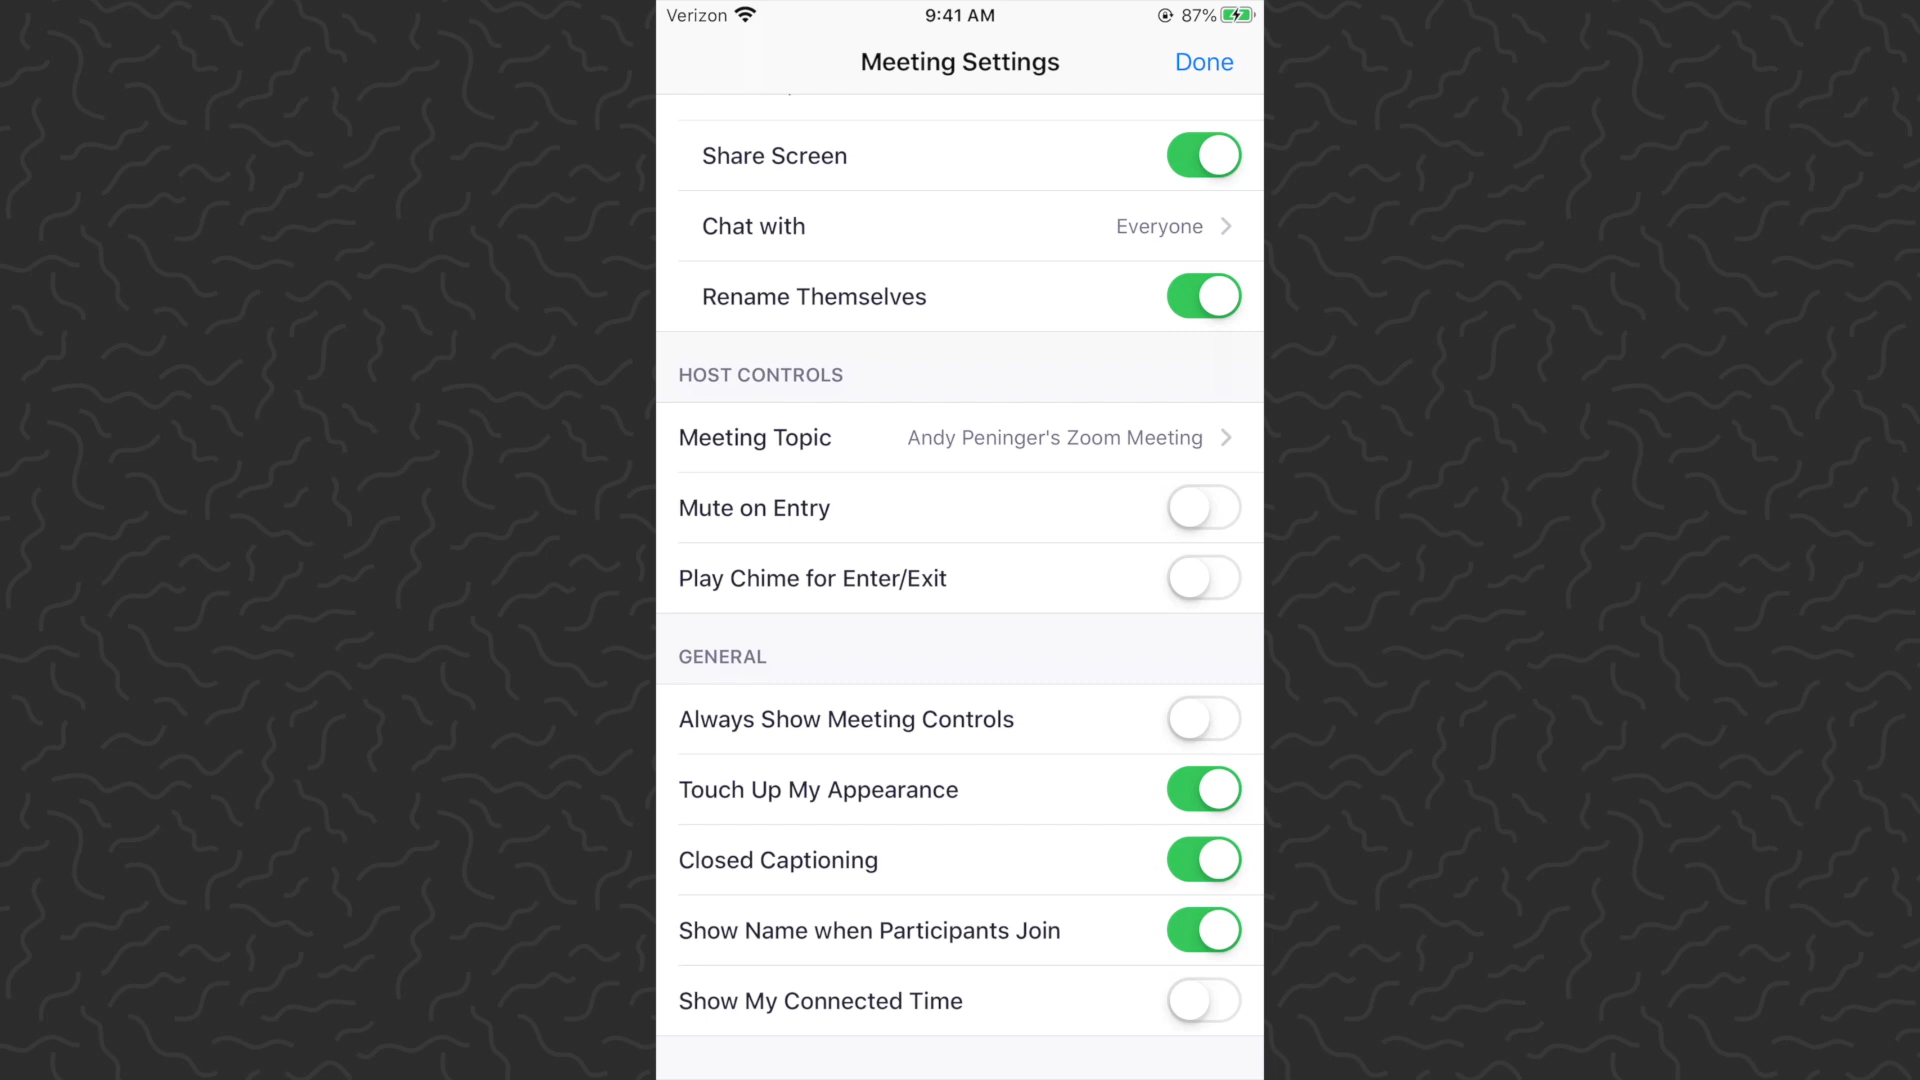 Verizon 9:41 AM 87%
Meeting Settings Done
Share Screen
Chat with Everyone
Rename Themselves
HOST CONTROLS
Meeting Topic Andy Peninger's Zoom Meeting
Mute on Entry
Play Chime for Enter/Exit
GENERAL
Always Show Meeting Controls
Touch Up My Appearance
Closed Captioning
Show Name when Participants Join
Show My Connected Time